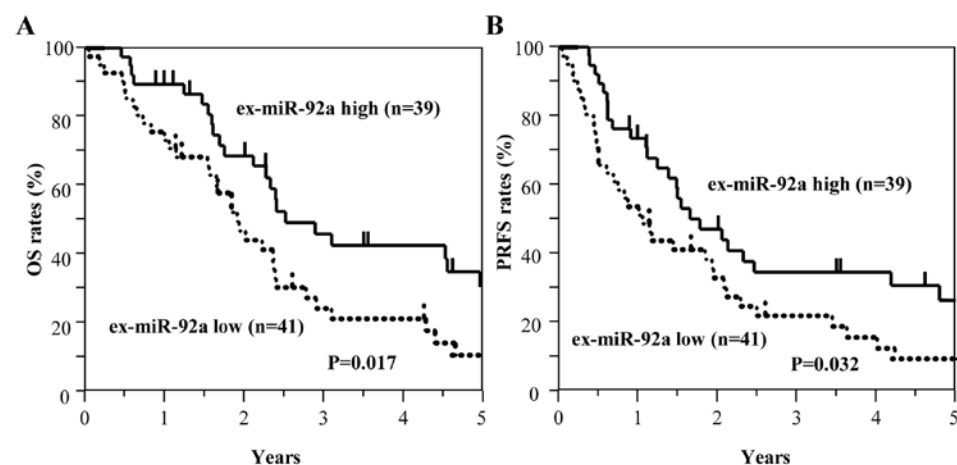 A
OS rates (%)
100
80
60
40
20
0
ex-miR-92a high (n=39)
ex-miR-92a low (n=41)
P=0.017
0 1 2 3 4 5
Years
B
PRFS rates (%)
100
80
60
40
20
0
ex-miR-92a high (n=39)
ex-miR-92a low (n=41)
P=0.032
0 1 2 3 4 5
Years